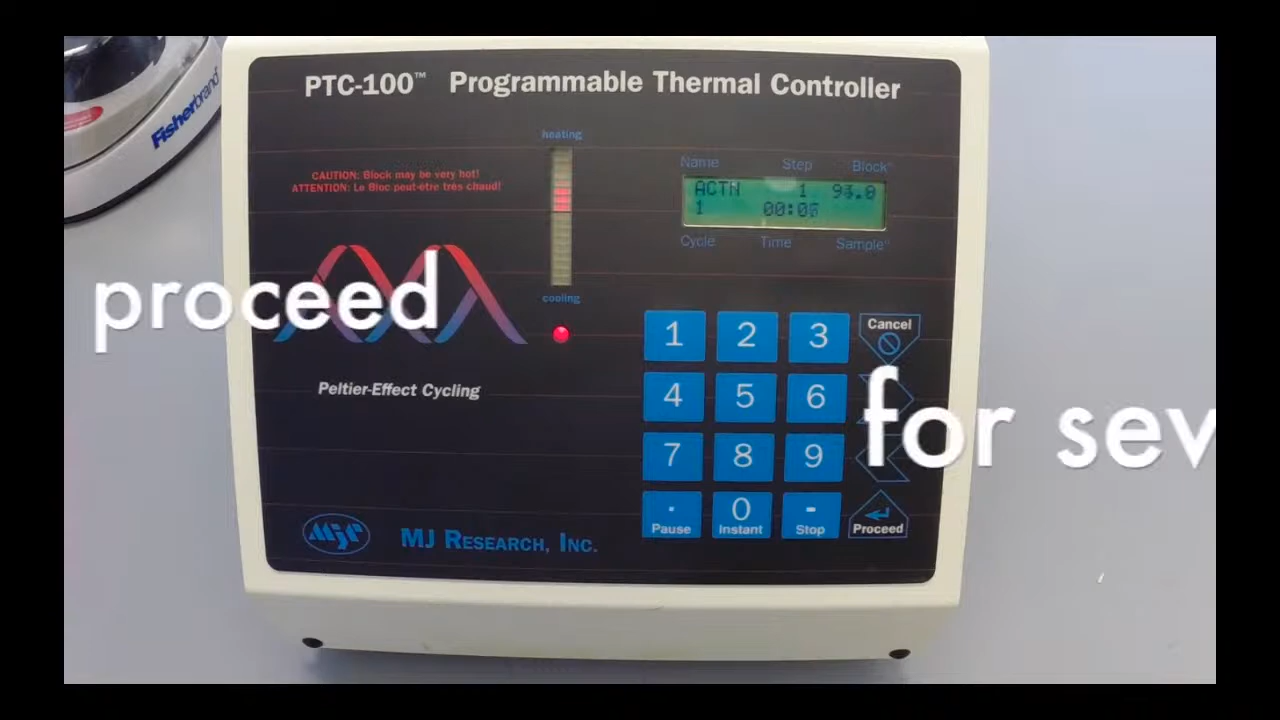 PTC-100™ Programmable Thermal Controller
Fisherbrand
heating
CAUTION: Block may be very hot!
ATTENTION: Le Bloc peut-être très chaud!
Name Step Block°
ACTN 1
1
Cycle Time Sample°
cooling
proceed
Peltier-Effect Cycling
1 2 3 Cancel
4 5 6
for sev
7 8 9
. Pause
0 Instant
- Stop
Proceed
MJR
MJ RESEARCH, INC.